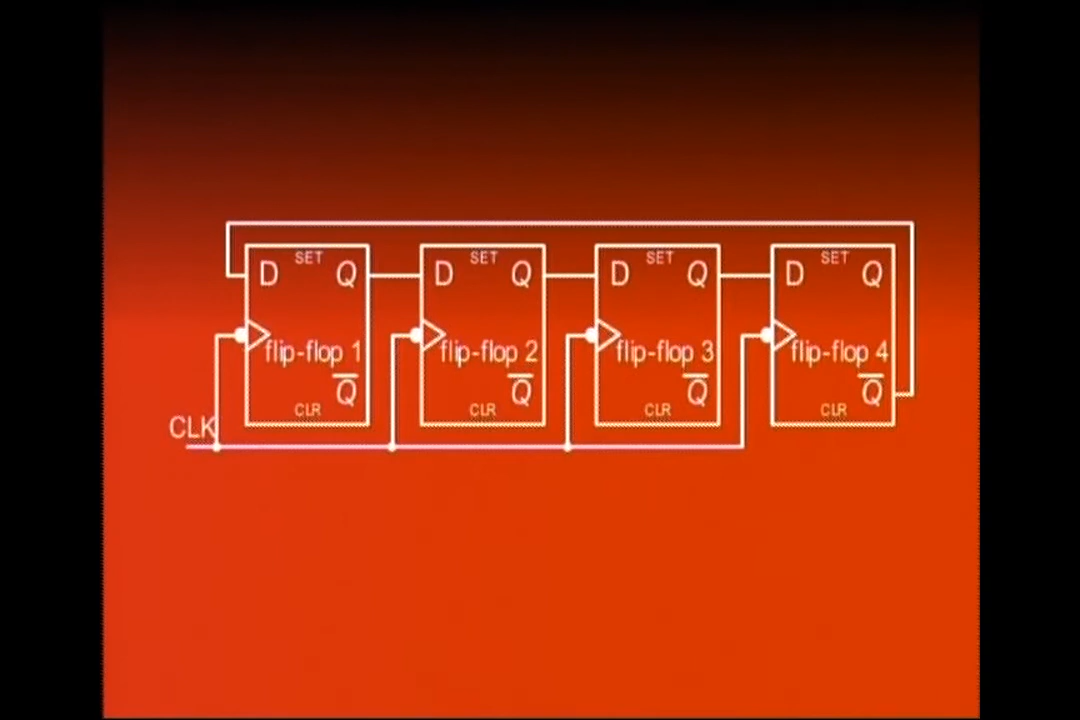 SET SET SET SET
D Q D Q D Q D Q
flip-flop 1 flip-flop 2 flip-flop 3 flip-flop 4
Q̅ Q̅ Q̅ Q̅
CLR CLR CLR CLR
CLK